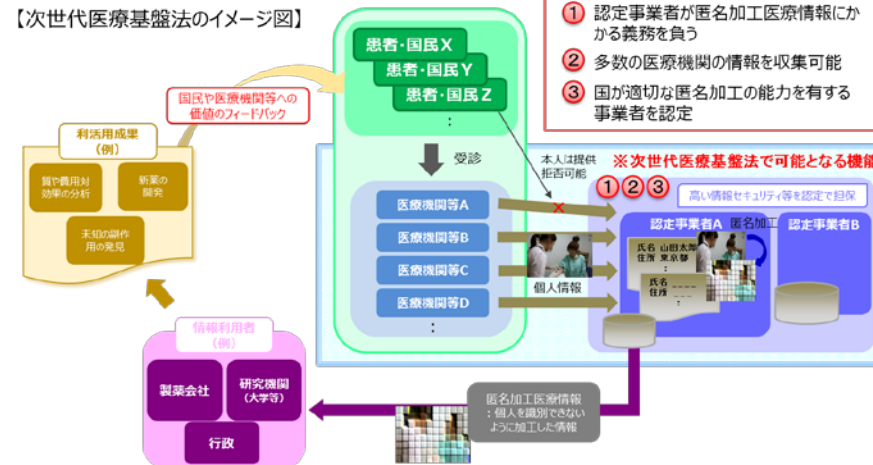 【次世代医療基盤法のイメージ図】
① 認定事業者が匿名加工医療情報にか
かる義務を負う
② 多数の医療機関の情報を収集可能
③ 国が適切な匿名加工の能力を有する
事業者を認定
患者・国民X
患者・国民Y
患者・国民Z
:
国民や医療機関等への
価値のフィードバック
利活用成果
(例)
質や費用対
効果の分析
新薬の
開発
未知の副作
用の発見
受診
本人は提供
拒否可能
×
※次世代医療基盤法で可能となる機能
①②③
高い情報セキュリティ等を認定で担保
医療機関等A
医療機関等B
医療機関等C
医療機関等D
:
個人情報
認定事業者A
匿名加工
認定事業者B
氏名 山田太郎
住所 東京都
:
氏名 _ _ _ _
住所 _ _ _ _
:
情報利用者
(例)
製薬会社
研究機関
(大学等)
行政
匿名加工医療情報
:個人を識別できない
ように加工した情報